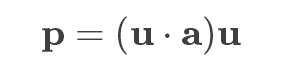 𝐩 = (𝐮 · 𝐚)𝐮